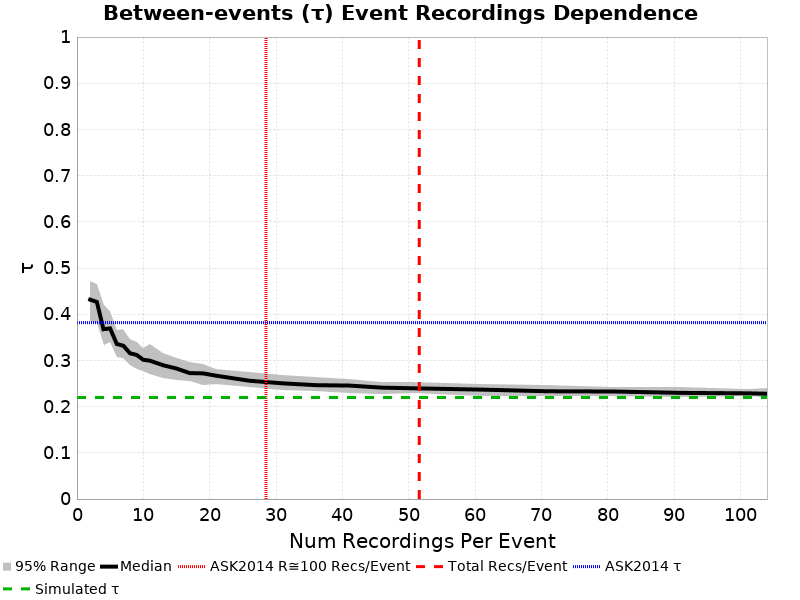 Between-events (τ) Event Recordings Dependence
1
0.9
0.8
0.7
0.6
0.5
0.4
0.3
0.2
0.1
0
τ
0 10 20 30 40 50 60 70 80 90 100
Num Recordings Per Event
95% Range Median ASK2014 R≅100 Recs/Event Total Recs/Event ASK2014 τ
Simulated τ